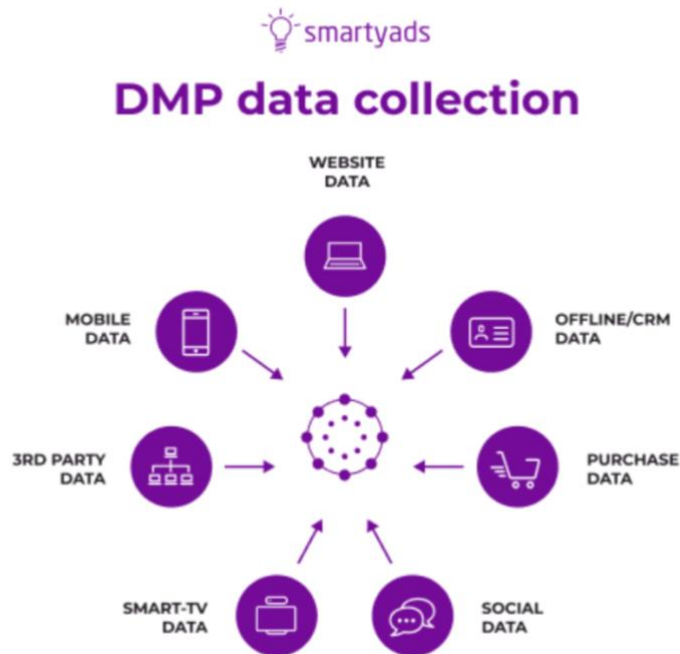 smartyads
DMP data collection
WEBSITE
DATA
MOBILE
DATA
OFFLINE/CRM
DATA
3RD PARTY
DATA
PURCHASE
DATA
SMART-TV
DATA
SOCIAL
DATA